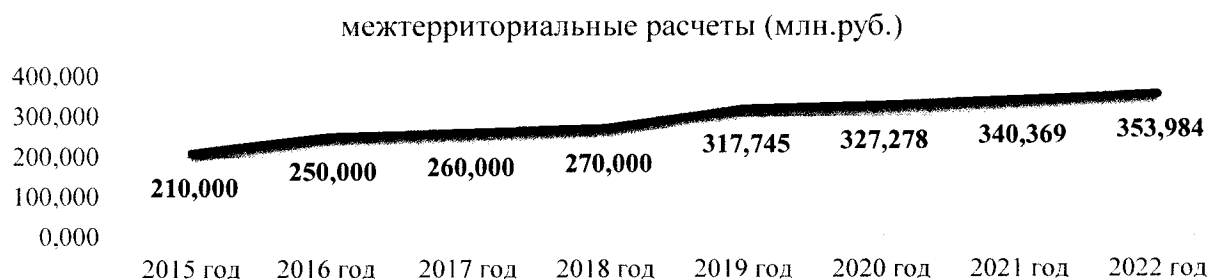 межтерриториальные расчеты (млн.руб.)
400,000
300,000
200,000
100,000
0,000
210,000 250,000 260,000 270,000 317,745 327,278 340,369 353,984
2015 год 2016 год 2017 год 2018 год 2019 год 2020 год 2021 год 2022 год